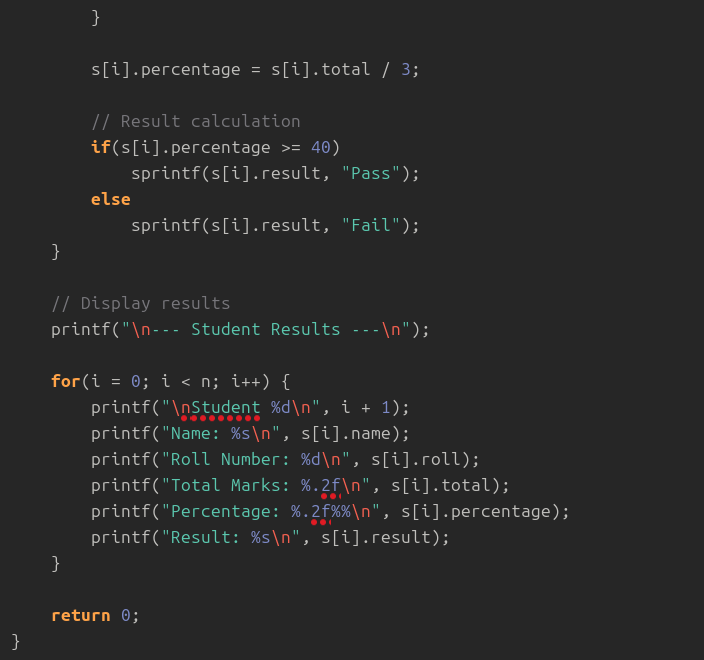 }

        s[i].percentage = s[i].total / 3;

        // Result calculation
        if(s[i].percentage >= 40)
            sprintf(s[i].result, "Pass");
        else
            sprintf(s[i].result, "Fail");
    }

    // Display results
    printf("\n--- Student Results ---\n");

    for(i = 0; i < n; i++) {
        printf("\nStudent %d\n", i + 1);
        printf("Name: %s\n", s[i].name);
        printf("Roll Number: %d\n", s[i].roll);
        printf("Total Marks: %.2f\n", s[i].total);
        printf("Percentage: %.2f%%\n", s[i].percentage);
        printf("Result: %s\n", s[i].result);
    }

    return 0;
}